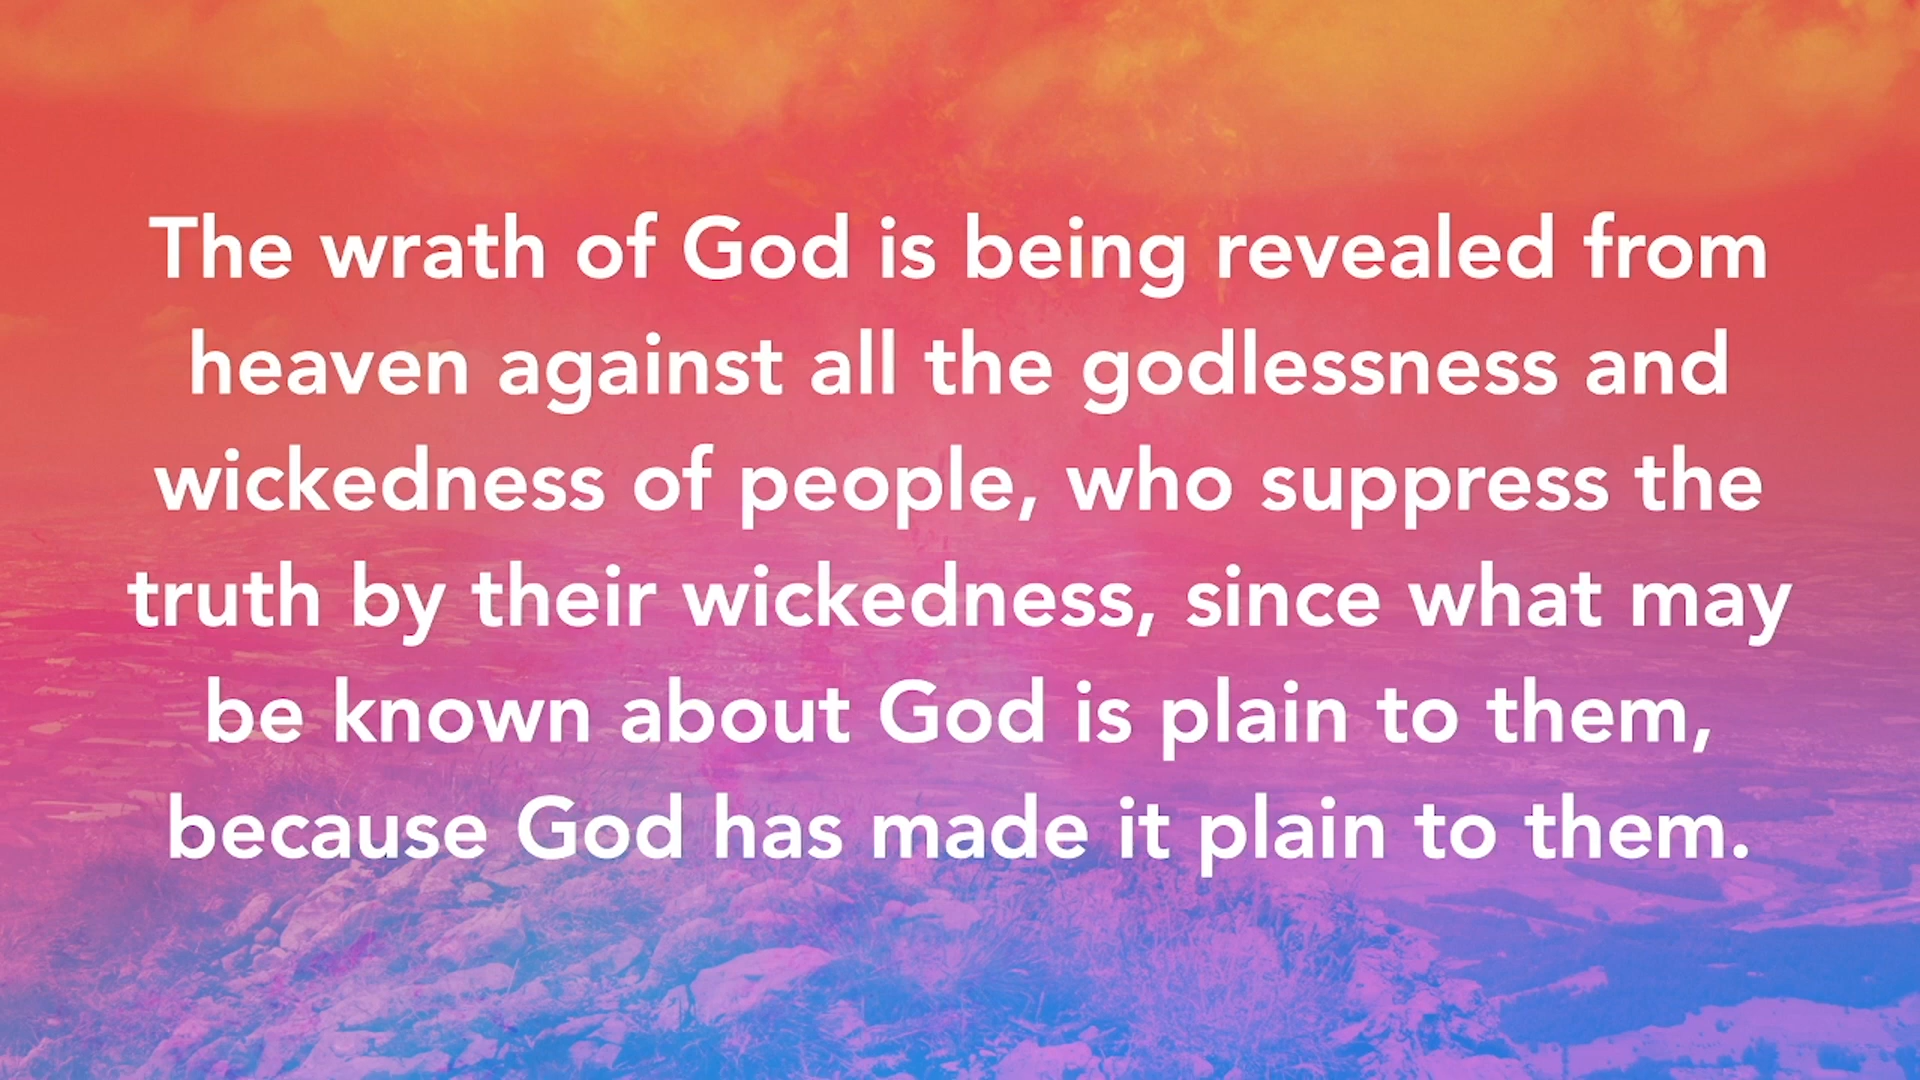 The wrath of God is being revealed from
heaven against all the godlessness and
wickedness of people, who suppress the
truth by their wickedness, since what may
be known about God is plain to them,
because God has made it plain to them.